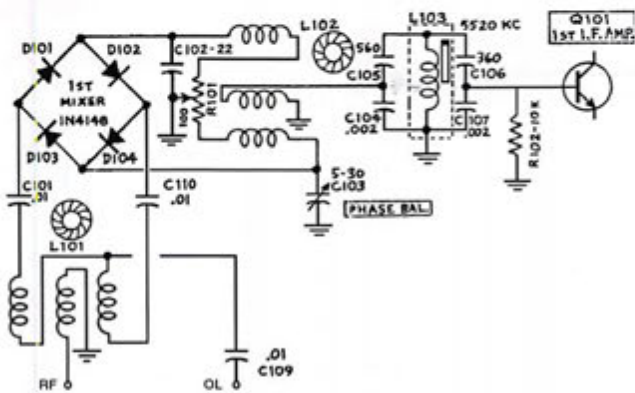 L102
L103
5520 KC
Q101
1ST I.F. AMP.
D101
D102
C102-22
560
360
C105
C106
1ST
MIXER
1N4148
R101
100
D103
D104
C104
.002
C107
.002
R102-10K
C101
.01
C110
.01
5-30
C103
PHASE BAL.
L101
.01
C109
RF
OL